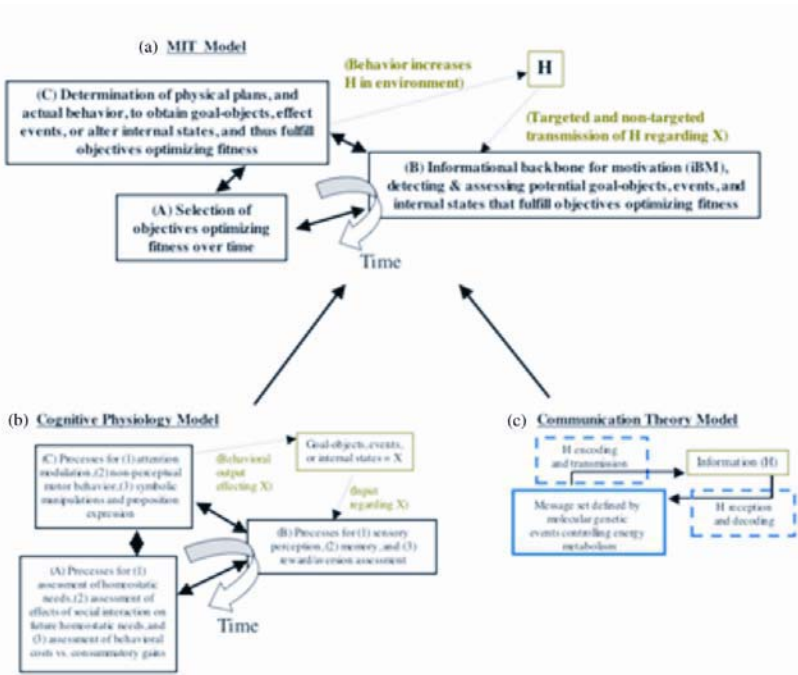 (a) MIT Model
(Behavior increases
H in environment)
H
(C) Determination of physical plans, and
actual behavior, to obtain goal-objects, effect
events, or alter internal states, and thus fulfill
objectives optimizing fitness
(Targeted and non-targeted
transmission of H regarding X)
(B) Informational backbone for motivation (iBM),
detecting & assessing potential goal-objects, events, and
internal states that fulfill objectives optimizing fitness
(A) Selection of
objectives optimizing
fitness over time
Time
(b) Cognitive Physiology Model
(C) Processes for (1) attention
modulation, (2) non-perceptual
motor behavior, (3) symbolic
manipulations and proposition
expression
(Behavioral
output
effecting X)
Goal-objects, events,
or internal states = X
(Input
regarding X)
(B) Processes for (1) sensory
perception, (2) memory, and (3)
reward/aversion assessment
(A) Processes for (1)
assessment of homeostatic
needs, (2) assessment of
effects of social interaction on
future homeostatic needs, and
(3) assessment of behavioral
costs vs. consummatory gains
Time
(c) Communication Theory Model
H encoding
and transmission
Information (H)
Message set defined by
molecular genetic
events controlling energy
metabolism
H reception
and decoding